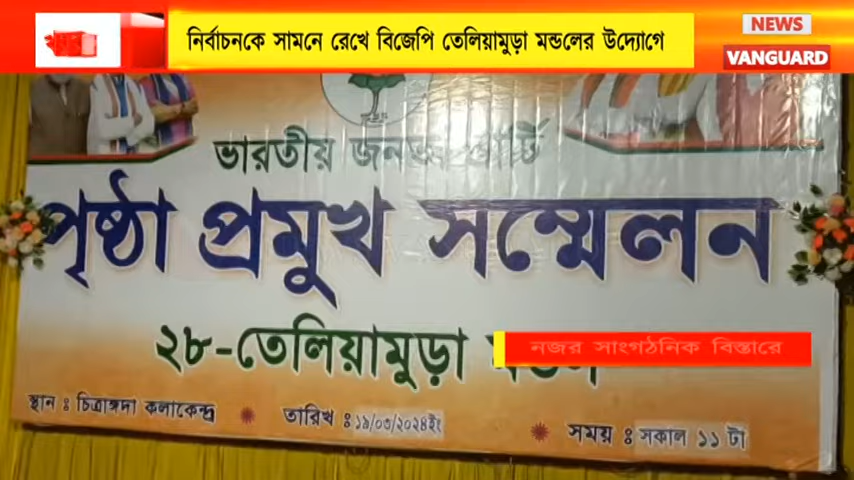 নির্বাচনকে সামনে রেখে বিজেপি তেলিয়ামুড়া মন্ডলের উদ্যোগে
NEWS
VANGUARD
ভারতীয় জনতা পার্টি
পৃষ্ঠা প্রমুখ সম্মেলন
২৮-তেলিয়ামুড়া
নজর সাংগঠনিক বিস্তারে
স্থান : চিত্রাঙ্গদা কলাকেন্দ্র
তারিখ : ১৯/০৩/২০২৪ইং
সময় : সকাল ১১ টা